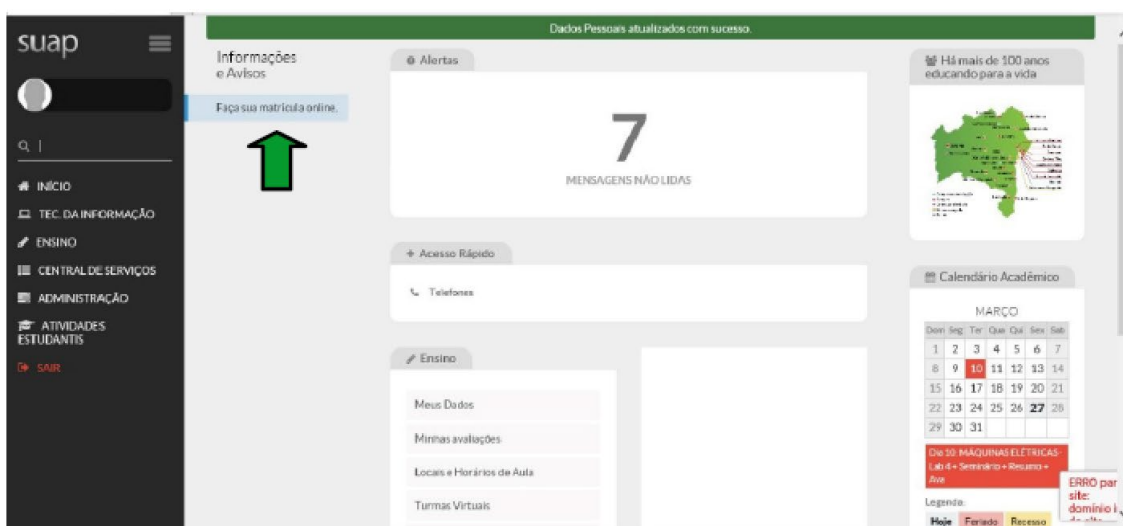 Dados Pessoais atualizados com sucesso.
suap
INÍCIO
TEC. DA INFORMAÇÃO
ENSINO
CENTRAL DE SERVIÇOS
ADMINISTRAÇÃO
ATIVIDADES
ESTUDANTIS
SAIR
Informações
e Avisos
Faça sua matrícula online.
Alertas
7
MENSAGENS NÃO LIDAS
Acesso Rápido
Telefones
Ensino
Meus Dados
Minhas avaliações
Locais e Horários de Aula
Turmas Virtuais
Há mais de 100 anos
educando para a vida
Calendário Acadêmico
MARÇO
Dom Seg Ter Qua Qui Sex Sab
1 2 3 4 5 6 7
8 9 10 11 12 13 14
15 16 17 18 19 20 21
22 23 24 25 26 27 28
29 30 31
Dia 10: MÁQUINAS ELÉTRICAS -
Lab 4 + Seminário + Resumo +
Ava
Legenda:
Hoje Feriado Recesso
ERRO par
site:
domínio i